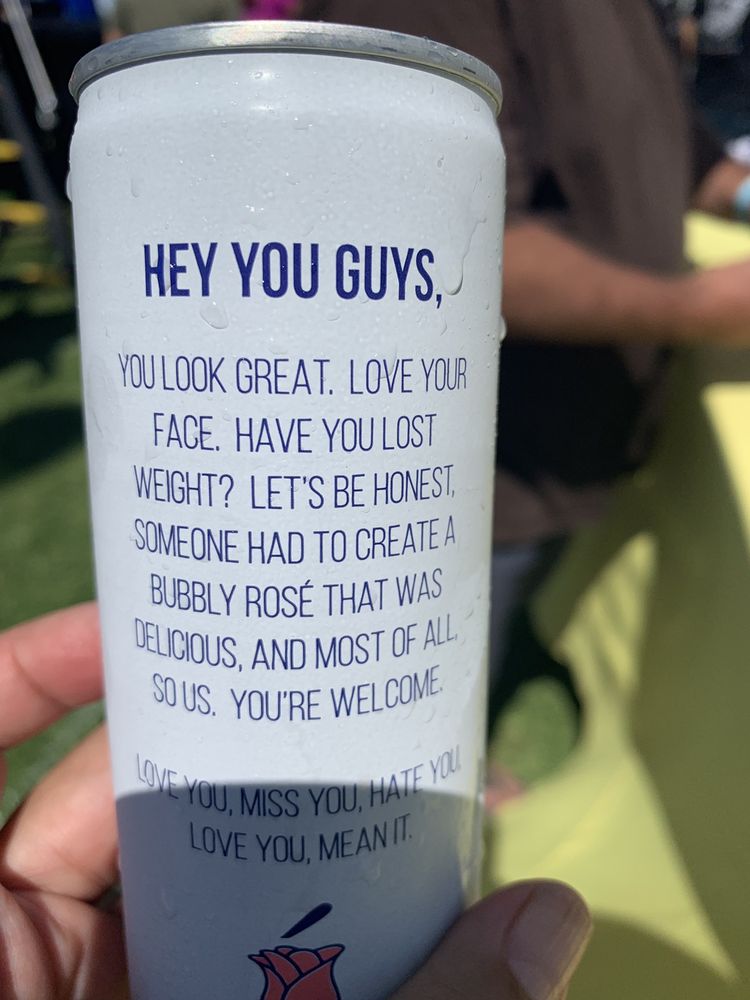 HEY YOU GUYS,
YOU LOOK GREAT. LOVE YOUR
FACE. HAVE YOU LOST
WEIGHT? LET'S BE HONEST,
SOMEONE HAD TO CREATE A
BUBBLY ROSÉ THAT WAS
DELICIOUS, AND MOST OF ALL,
SO US. YOU'RE WELCOME.
LOVE YOU, MISS YOU, HATE YOU,
LOVE YOU, MEAN IT.